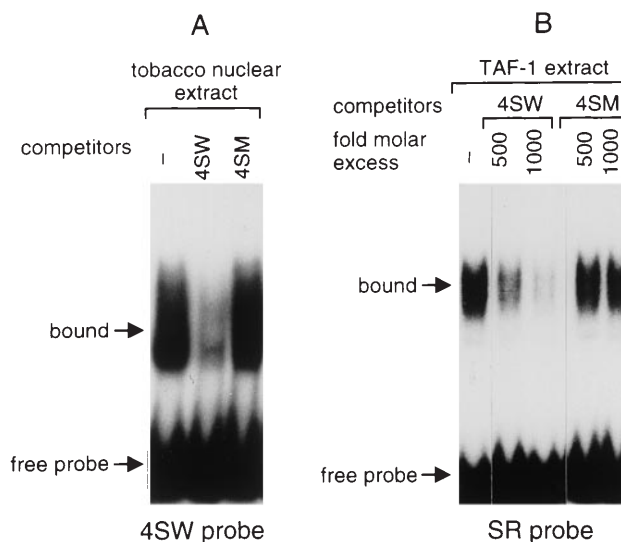 A
tobacco nuclear
extract
competitors
–
4SW
4SM
bound
free probe
4SW probe
B
TAF-1 extract
competitors
4SW
4SM
fold molar
excess
–
500
1000
500
1000
bound
free probe
SR probe